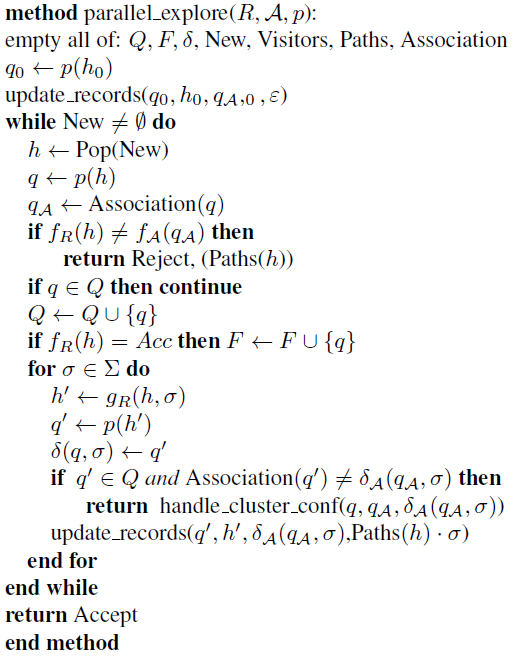 method parallel_explore(R, 𝒜, p):
empty all of: Q, F, δ, New, Visitors, Paths, Association
q₀ ← p(h₀)
update_records(q₀, h₀, q_𝒜,₀ , ε)
while New ≠ ∅ do
h ← Pop(New)
q ← p(h)
q_𝒜 ← Association(q)
if f_R(h) ≠ f_𝒜(q_𝒜) then
return Reject, (Paths(h))
if q ∈ Q then continue
Q ← Q ∪ {q}
if f_R(h) = Acc then F ← F ∪ {q}
for σ ∈ Σ do
h′ ← g_R(h, σ)
q′ ← p(h′)
δ(q, σ) ← q′
if q′ ∈ Q and Association(q′) ≠ δ_𝒜(q_𝒜, σ) then
return handle_cluster_conf(q, q_𝒜, δ_𝒜(q_𝒜, σ))
update_records(q′, h′, δ_𝒜(q_𝒜, σ),Paths(h) · σ)
end for
end while
return Accept
end method